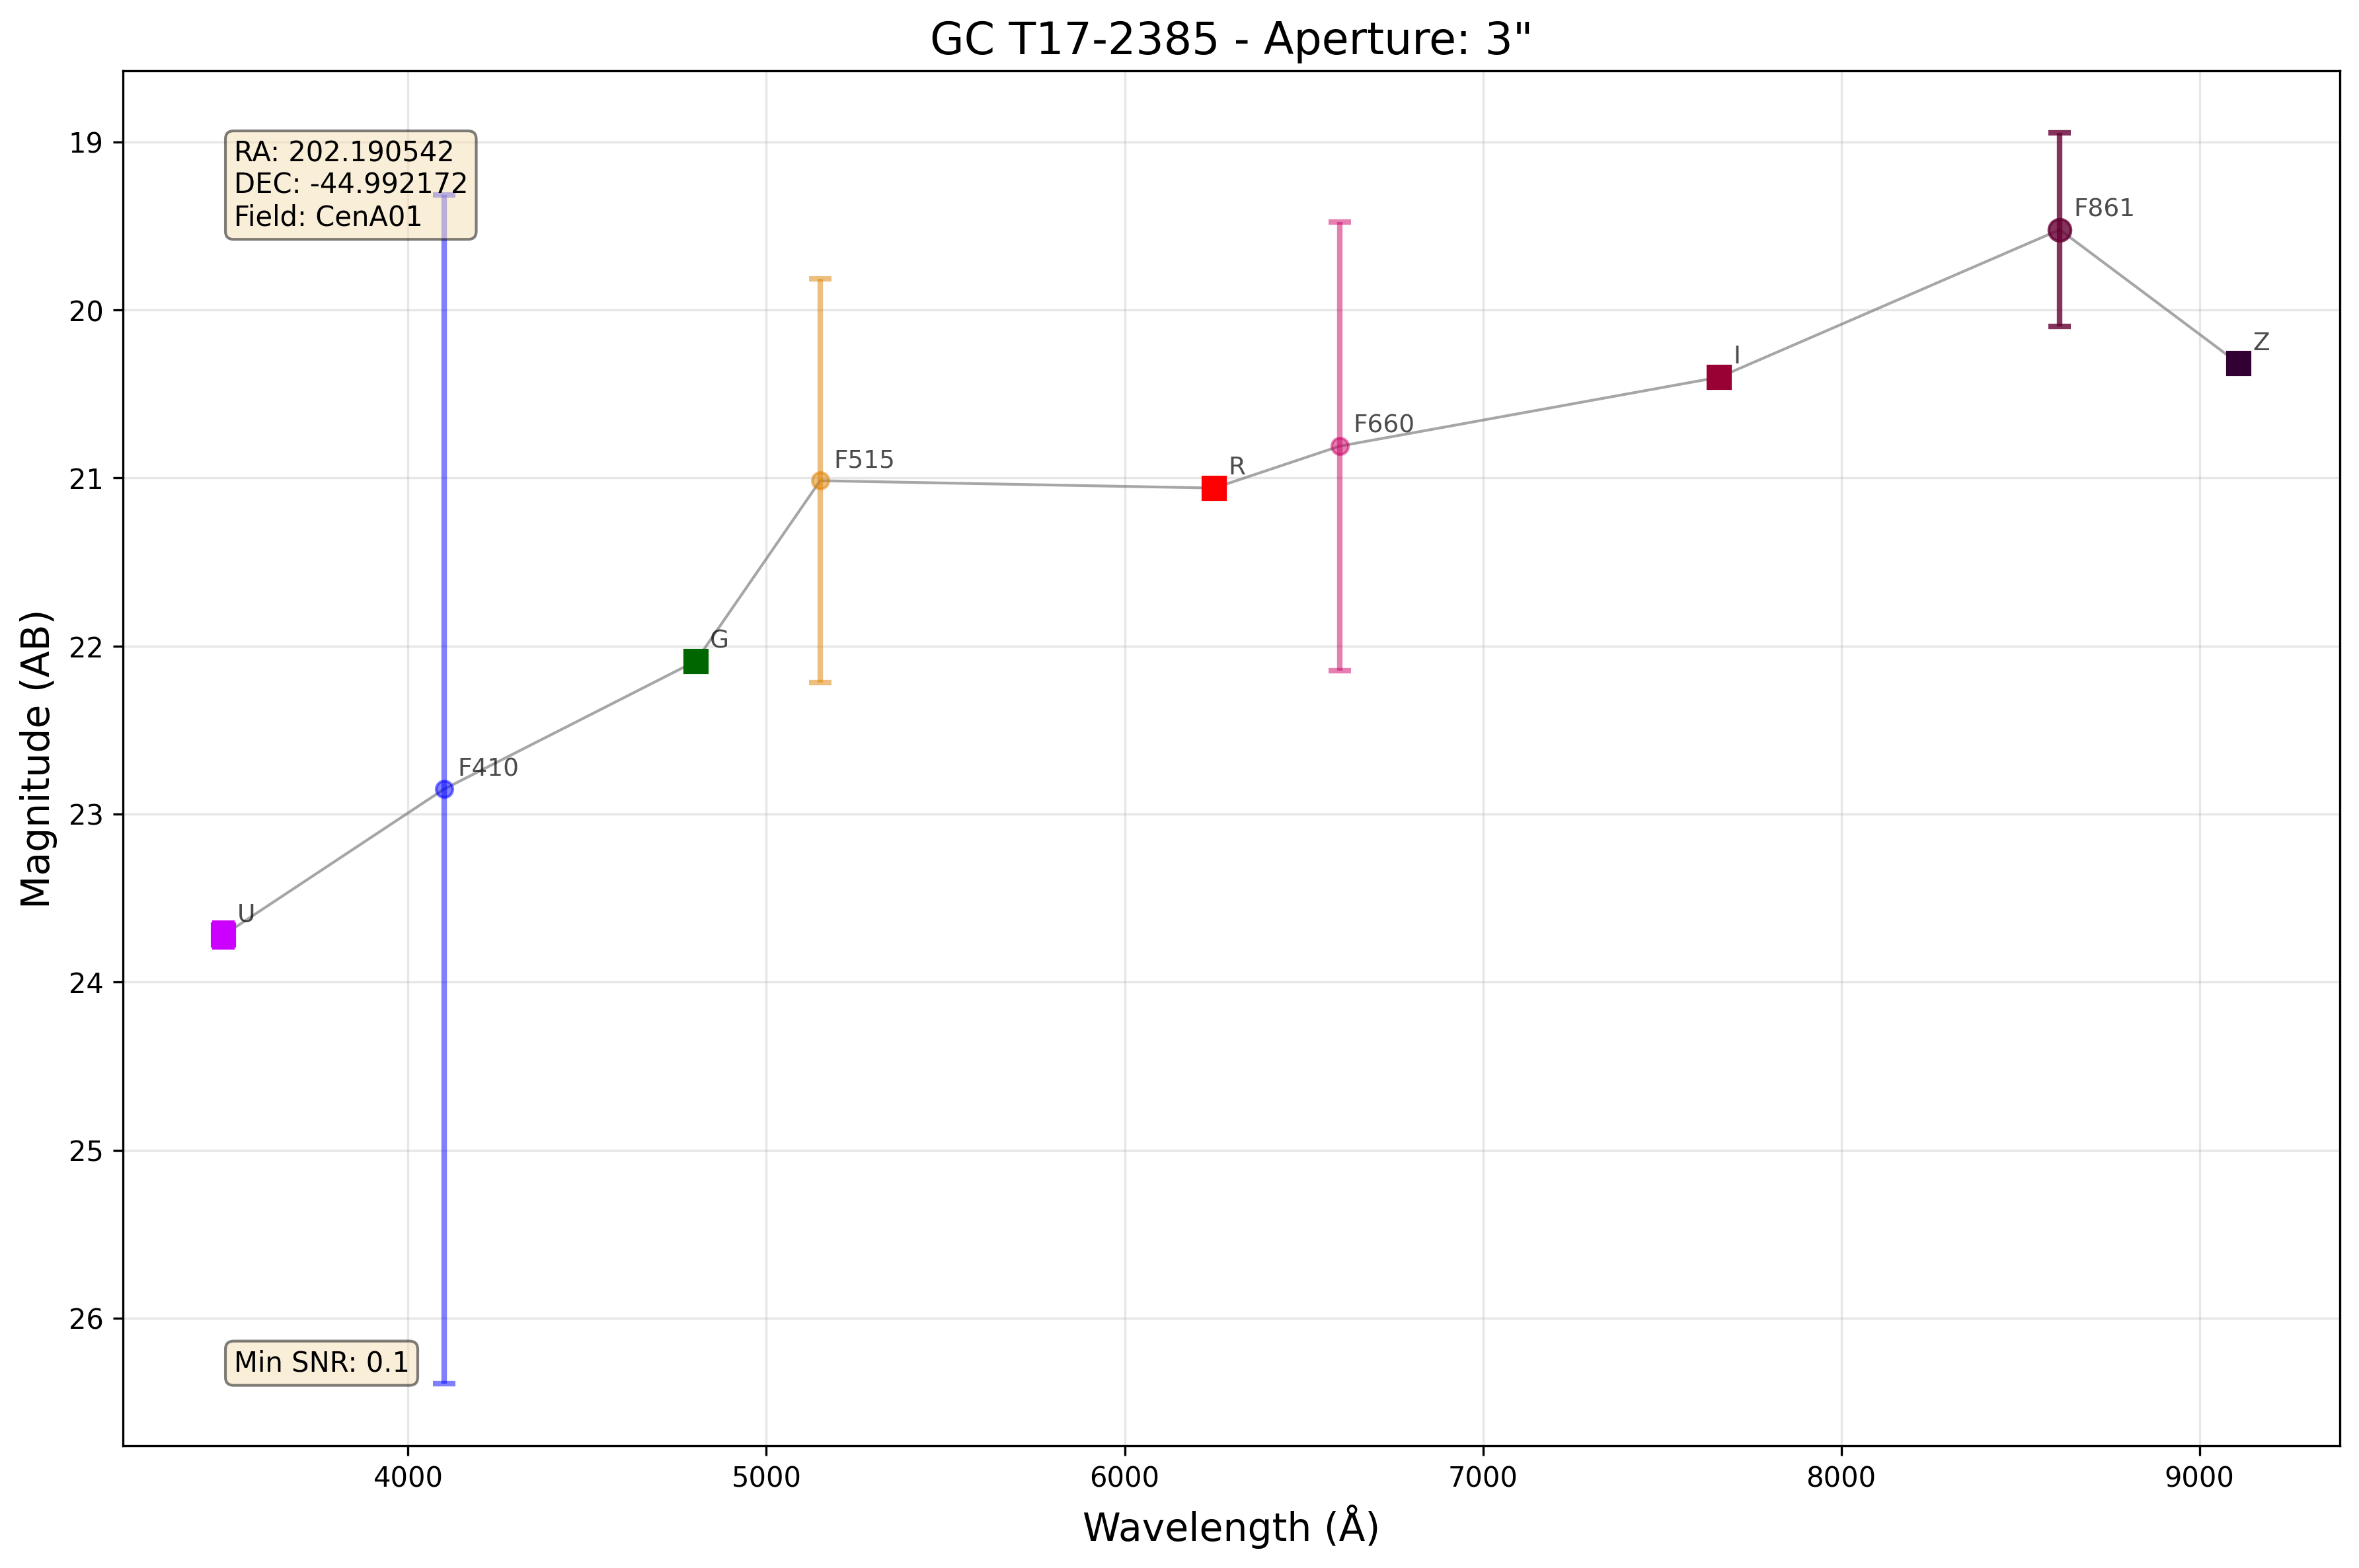 GC T17-2385 - Aperture: 3"
RA: 202.190542
DEC: -44.992172
Field: CenA01
F861
Z
I
F660
R
F515
G
F410
U
Min SNR: 0.1
19
20
21
22
23
24
25
26
Magnitude (AB)
4000
5000
6000
7000
8000
9000
Wavelength (Å)